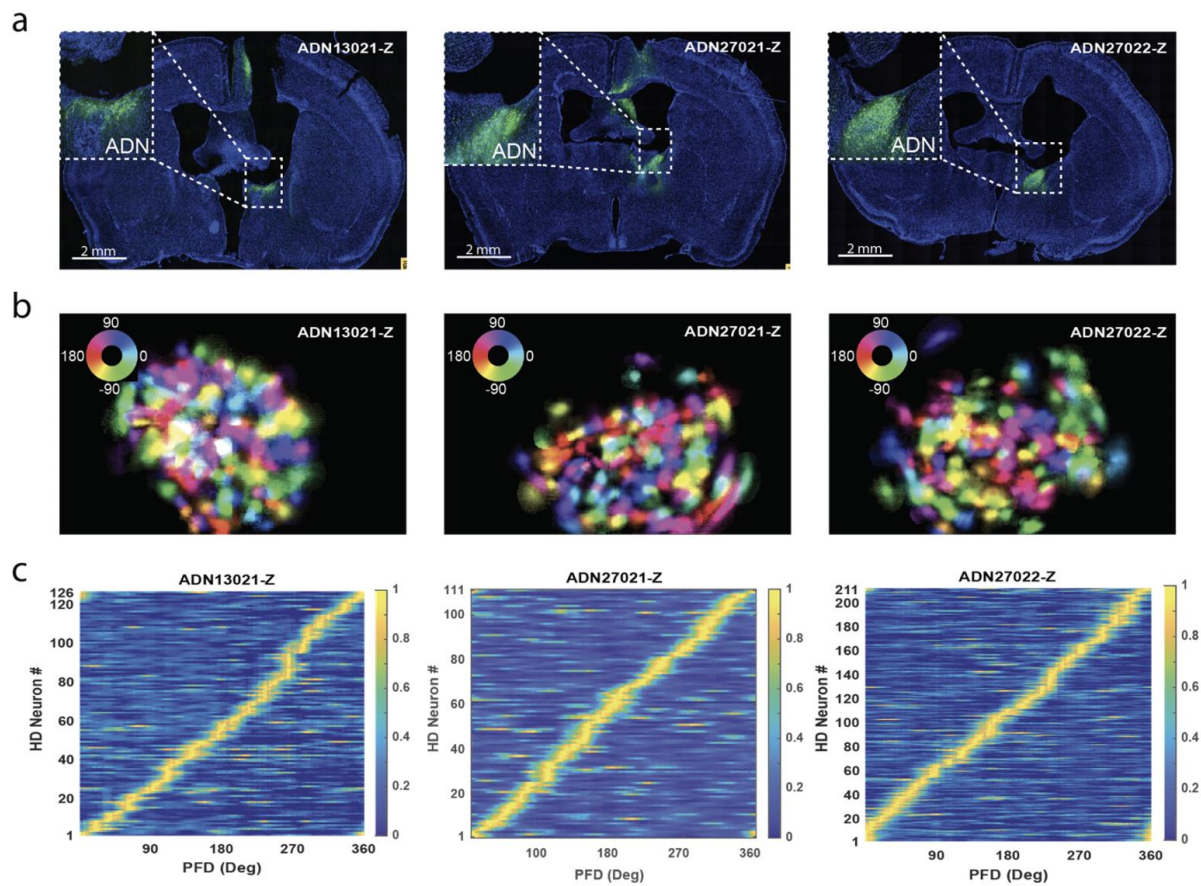 a
ADN13021-Z
ADN
2 mm
ADN27021-Z
ADN
2 mm
ADN27022-Z
ADN
2 mm
b
90
180
0
-90
ADN13021-Z
90
180
0
-90
ADN27021-Z
90
180
0
-90
ADN27022-Z
c
ADN13021-Z
HD Neuron #
126
120
100
80
60
40
20
1
90
180
270
360
PFD (Deg)
1
0.8
0.6
0.4
0.2
0
ADN27021-Z
HD Neuron #
111
100
80
60
40
20
1
100
180
270
360
PFD (Deg)
1
0.8
0.6
0.4
0.2
0
ADN27022-Z
HD Neuron #
211
200
180
160
140
120
100
80
60
40
20
1
90
180
270
360
PFD (Deg)
1
0.8
0.6
0.4
0.2
0